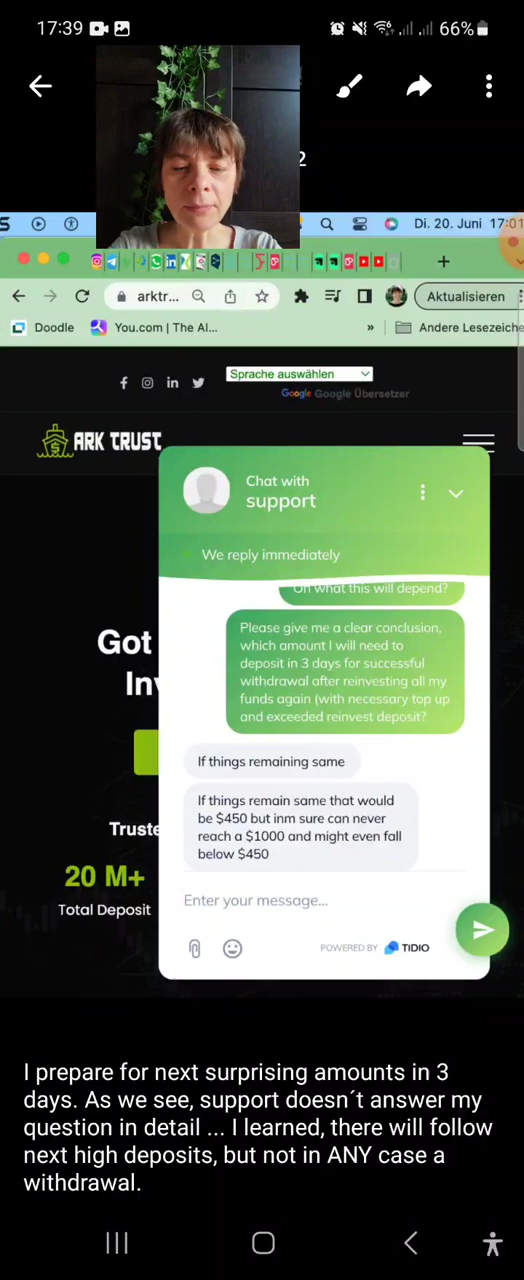 17:39
66%
2
Di. 20. Juni 17:01
arktr...
Aktualisieren
Doodle
You.com | The AI...
»
Andere Lesezeiche
Sprache auswählen
Google Google Übersetzer
ARK TRUST
Chat with
support
We reply immediately
On what this will depend?
Please give me a clear conclusion,
which amount I will need to
deposit in 3 days for successful
withdrawal after reinvesting all my
funds again (with necessary top up
and exceeded reinvest deposit?
Got
Inv
If things remaining same
If things remain same that would
be $450 but inm sure can never
reach a $1000 and might even fall
below $450
Truste
20 M+
Total Deposit
Enter your message...
POWERED BY TIDIO
I prepare for next surprising amounts in 3
days. As we see, support doesn´t answer my
question in detail ... I learned, there will follow
next high deposits, but not in ANY case a
withdrawal.